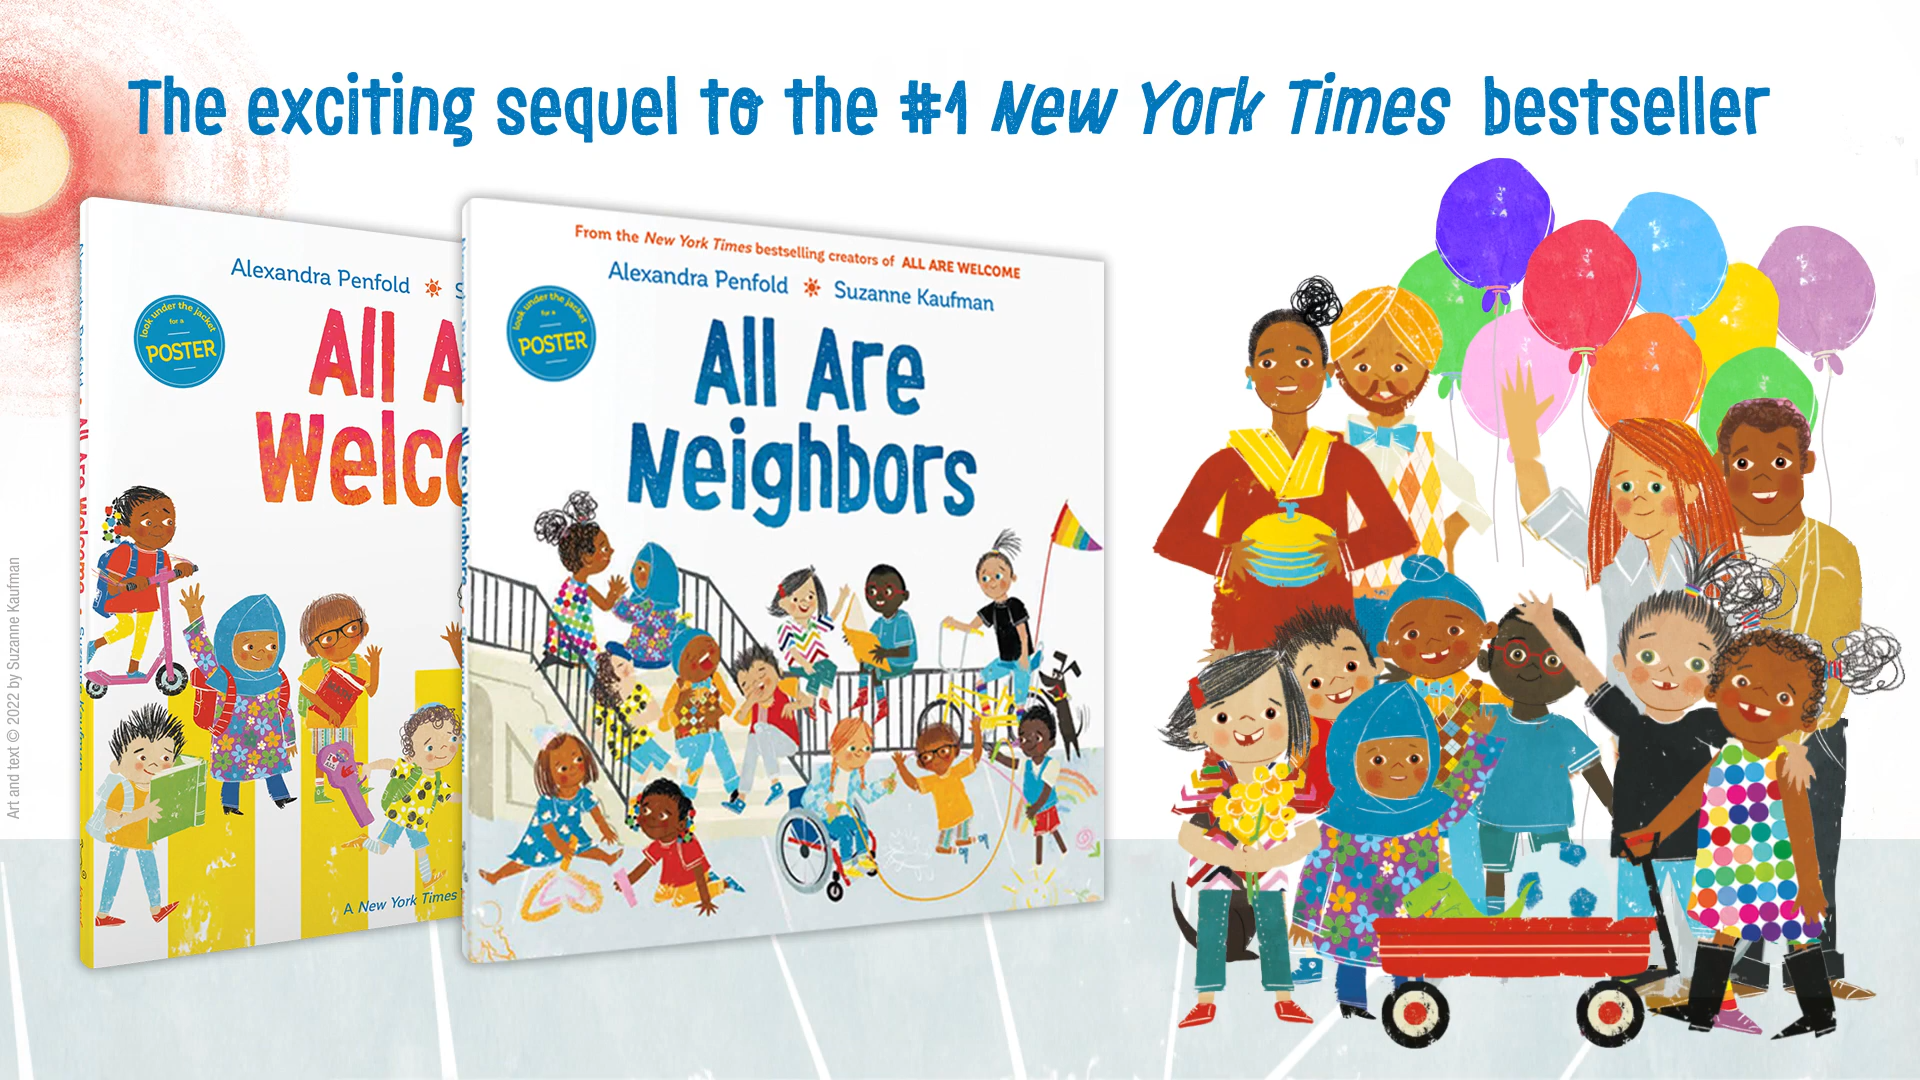 The exciting sequel to the #1 New York Times bestseller
Alexandra Penfold
look under the jacket
for a
POSTER
All A
Welco
A New York Times
From the New York Times bestselling creators of ALL ARE WELCOME
Alexandra Penfold Suzanne Kaufman
look under the jacket
for a
POSTER
All Are
Neighbors
Art and text © 2022 by Suzanne Kaufman